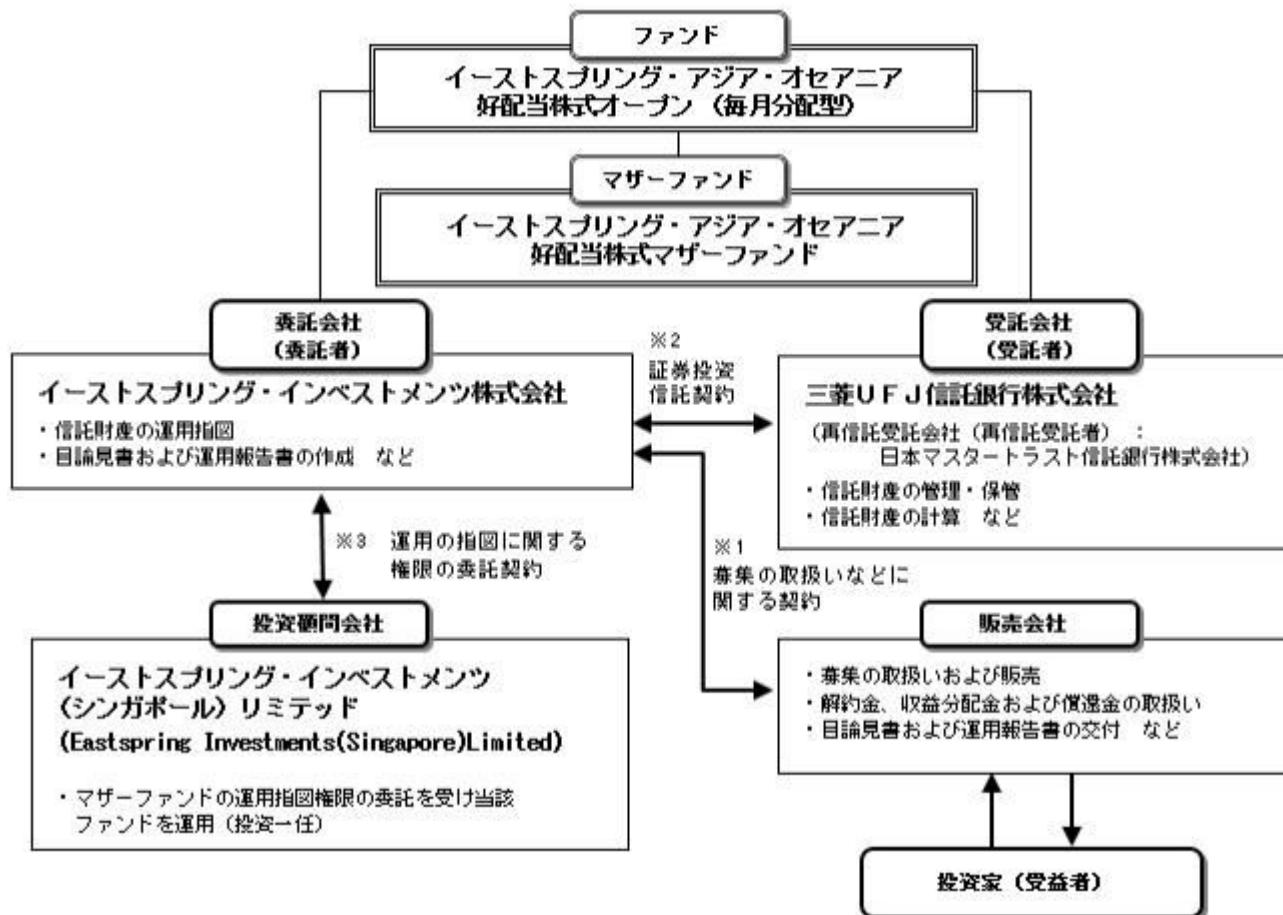 ファンド
イーストスプリング・アジア・オセアニア
好配当株式オープン（毎月分配型）
マザーファンド
イーストスプリング・アジア・オセアニア
好配当株式マザーファンド
委託会社
（委託者）
イーストスプリング・インベストメンツ株式会社
・信託財産の運用指図
・目論見書および運用報告書の作成　など
※2
証券投資
信託契約
受託会社
（受託者）
三菱ＵＦＪ信託銀行株式会社
（再信託受託会社（再信託受託者）：
日本マスタートラスト信託銀行株式会社）
・信託財産の管理・保管
・信託財産の計算　など
※3　運用の指図に関する
権限の委託契約
※1
募集の取扱いなどに
関する契約
投資顧問会社
イーストスプリング・インベストメンツ
（シンガポール）リミテッド
(Eastspring Investments(Singapore)Limited)
・マザーファンドの運用指図権限の委託を受け当該
ファンドを運用（投資一任）
販売会社
・募集の取扱いおよび販売
・解約金、収益分配金および償還金の取扱い
・目論見書および運用報告書の交付　など
投資家（受益者）